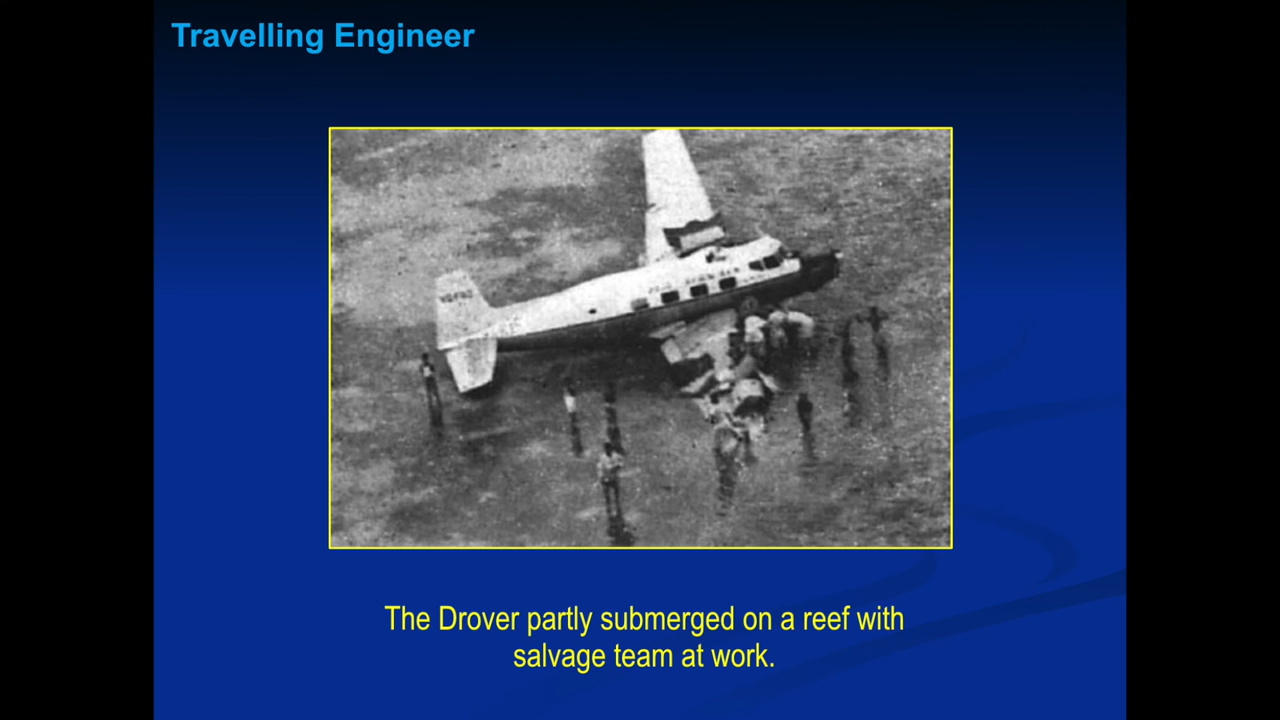 Travelling Engineer
The Drover partly submerged on a reef with
salvage team at work.